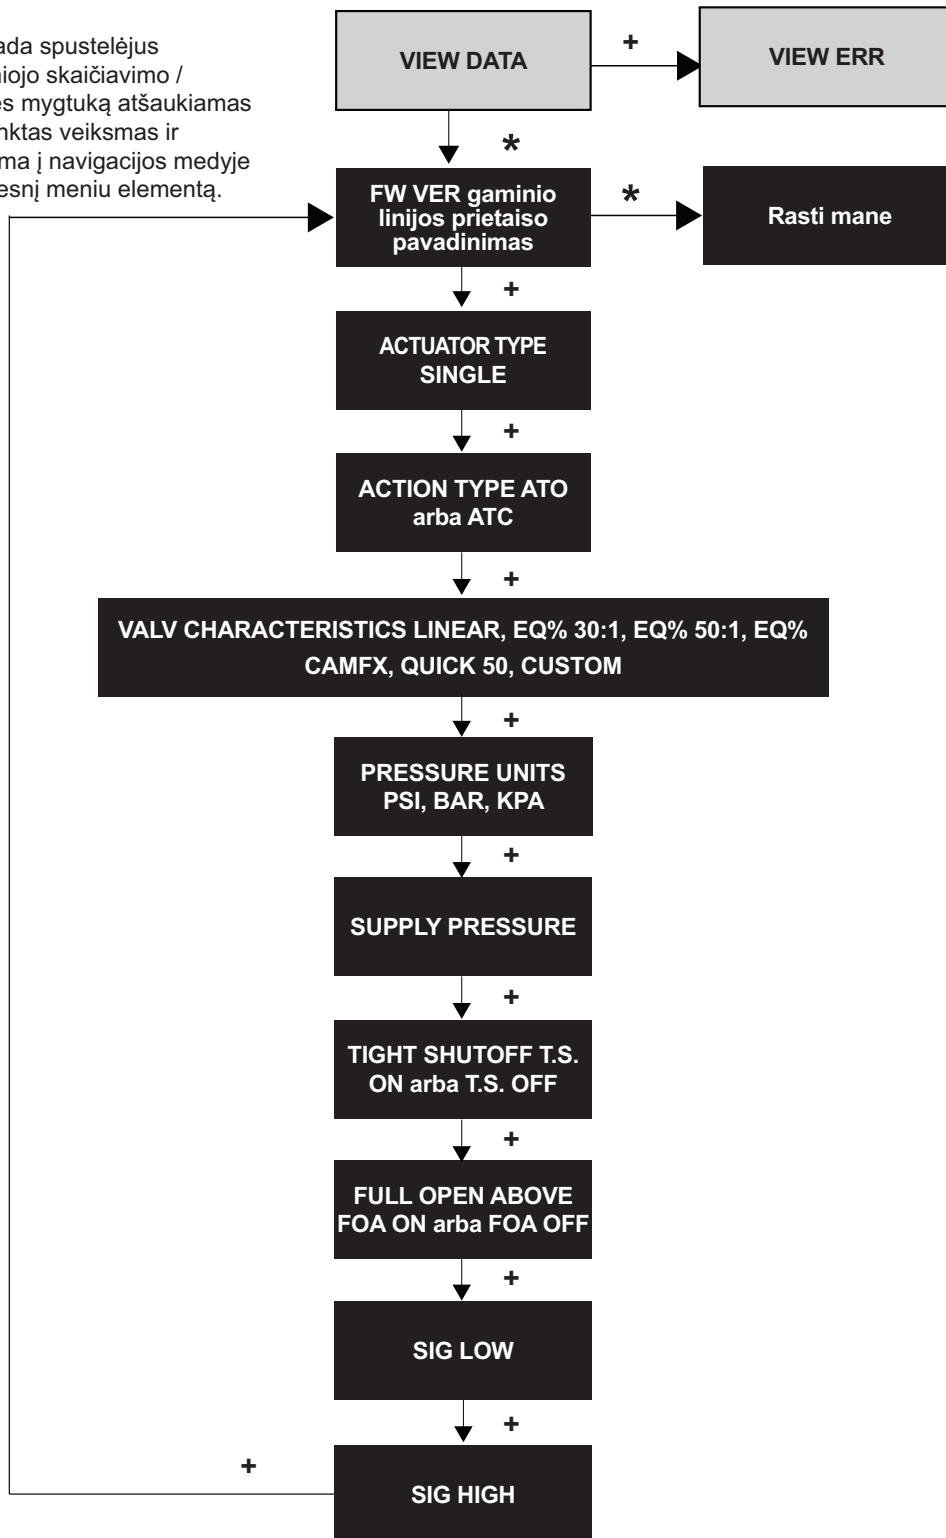 ada spustelėjus
niojo skaičiavimo /
es mygtuką atšaukiamas
nktas veiksmas ir
ma į navigacijos medyje
esnį meniu elementą.
VIEW DATA
+
VIEW ERR
*
FW VER gaminio
linijos prietaiso
pavadinimas
*
Rasti mane
+
ACTUATOR TYPE
SINGLE
+
ACTION TYPE ATO
arba ATC
+
VALV CHARACTERISTICS LINEAR, EQ% 30:1, EQ% 50:1, EQ%
CAMFX, QUICK 50, CUSTOM
+
PRESSURE UNITS
PSI, BAR, KPA
+
SUPPLY PRESSURE
+
TIGHT SHUTOFF T.S.
ON arba T.S. OFF
+
FULL OPEN ABOVE
FOA ON arba FOA OFF
+
SIG LOW
+
+
SIG HIGH